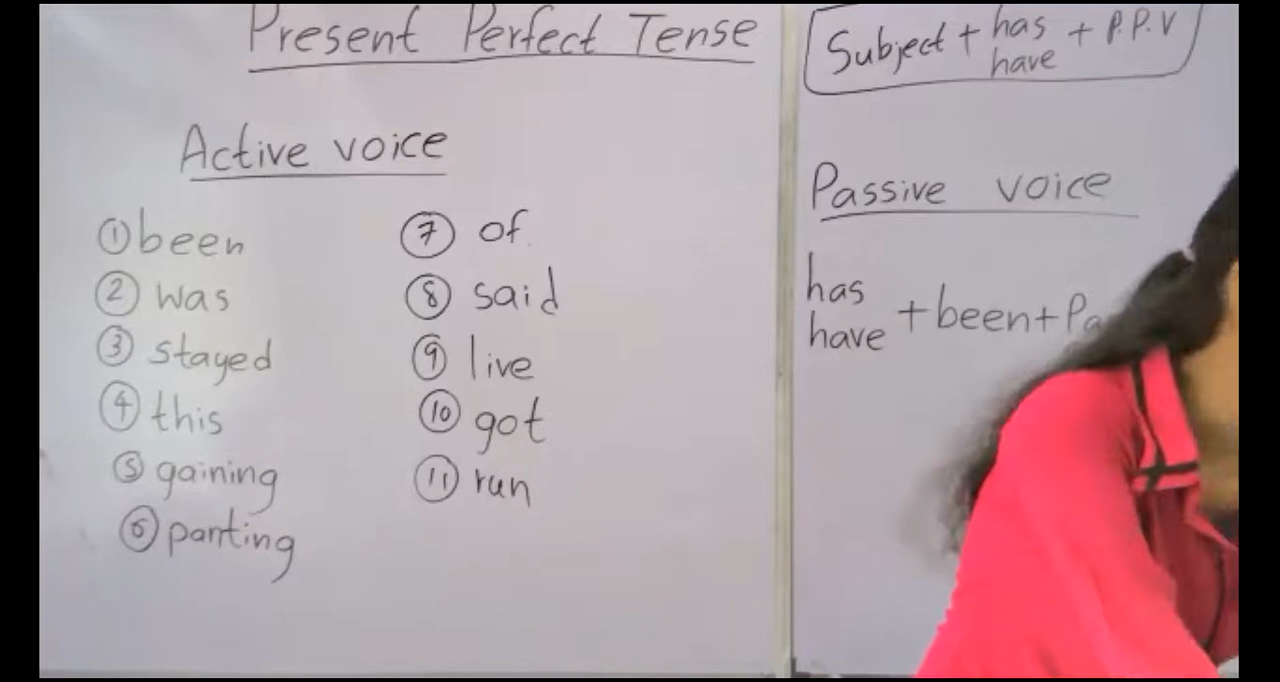 Present Perfect Tense
Active voice
① been
② was
③ stayed
④ this
⑤ gaining
⑥ panting
⑦ of
⑧ said
⑨ live
⑩ got
⑪ run
Subject + has + P.P.V
have
Passive voice
has
have + been +